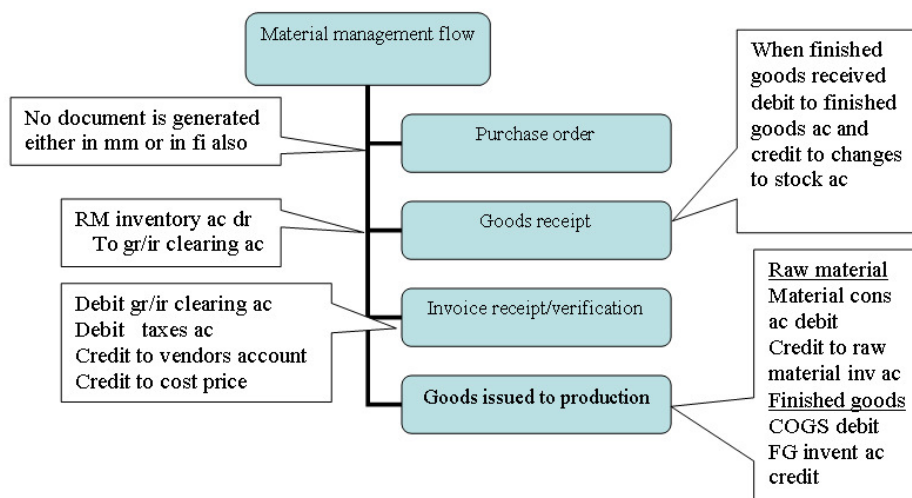 Material management flow
No document is generated
either in mm or in fi also
Purchase order
When finished
goods received
debit to finished
goods ac and
credit to changes
to stock ac
RM inventory ac dr
To gr/ir clearing ac
Goods receipt
Debit gr/ir clearing ac
Debit taxes ac
Credit to vendors account
Credit to cost price
Invoice receipt/verification
Goods issued to production
Raw material
Material cons
ac debit
Credit to raw
material inv ac
Finished goods
COGS debit
FG invent ac
credit